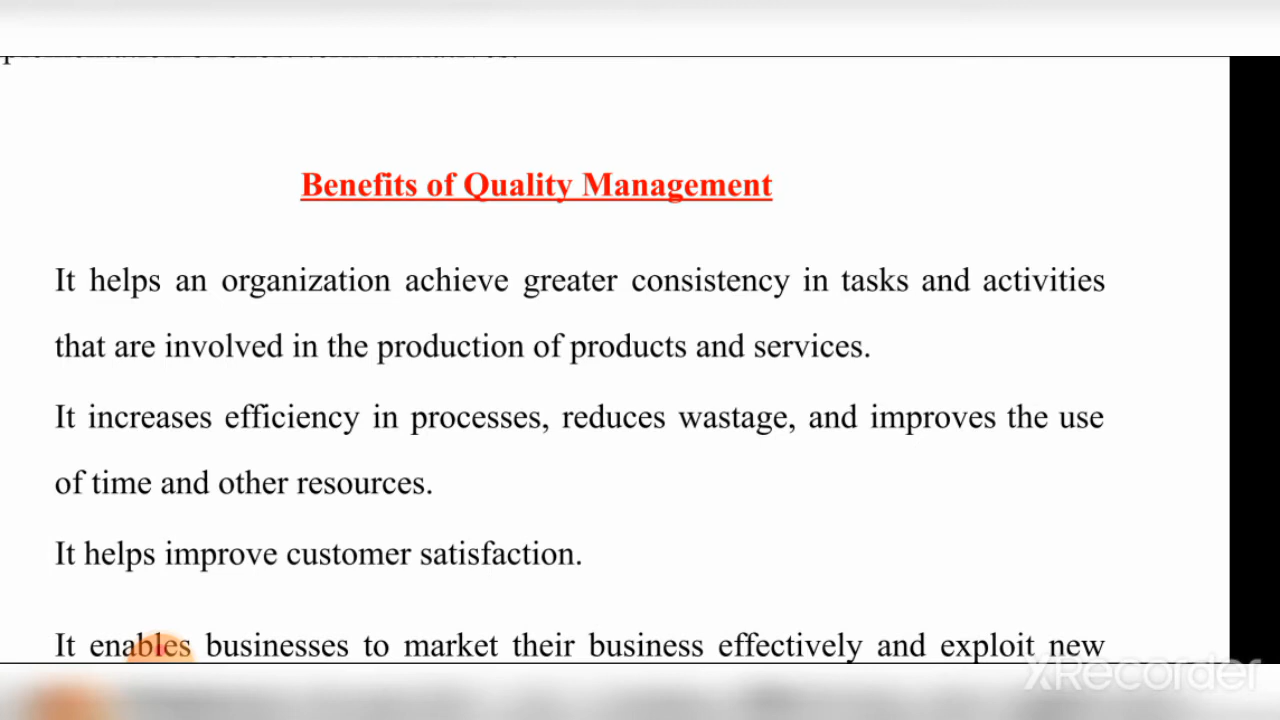 Benefits of Quality Management
It helps an organization achieve greater consistency in tasks and activities
that are involved in the production of products and services.
It increases efficiency in processes, reduces wastage, and improves the use
of time and other resources.
It helps improve customer satisfaction.
It enables businesses to market their business effectively and exploit new
XRecorder